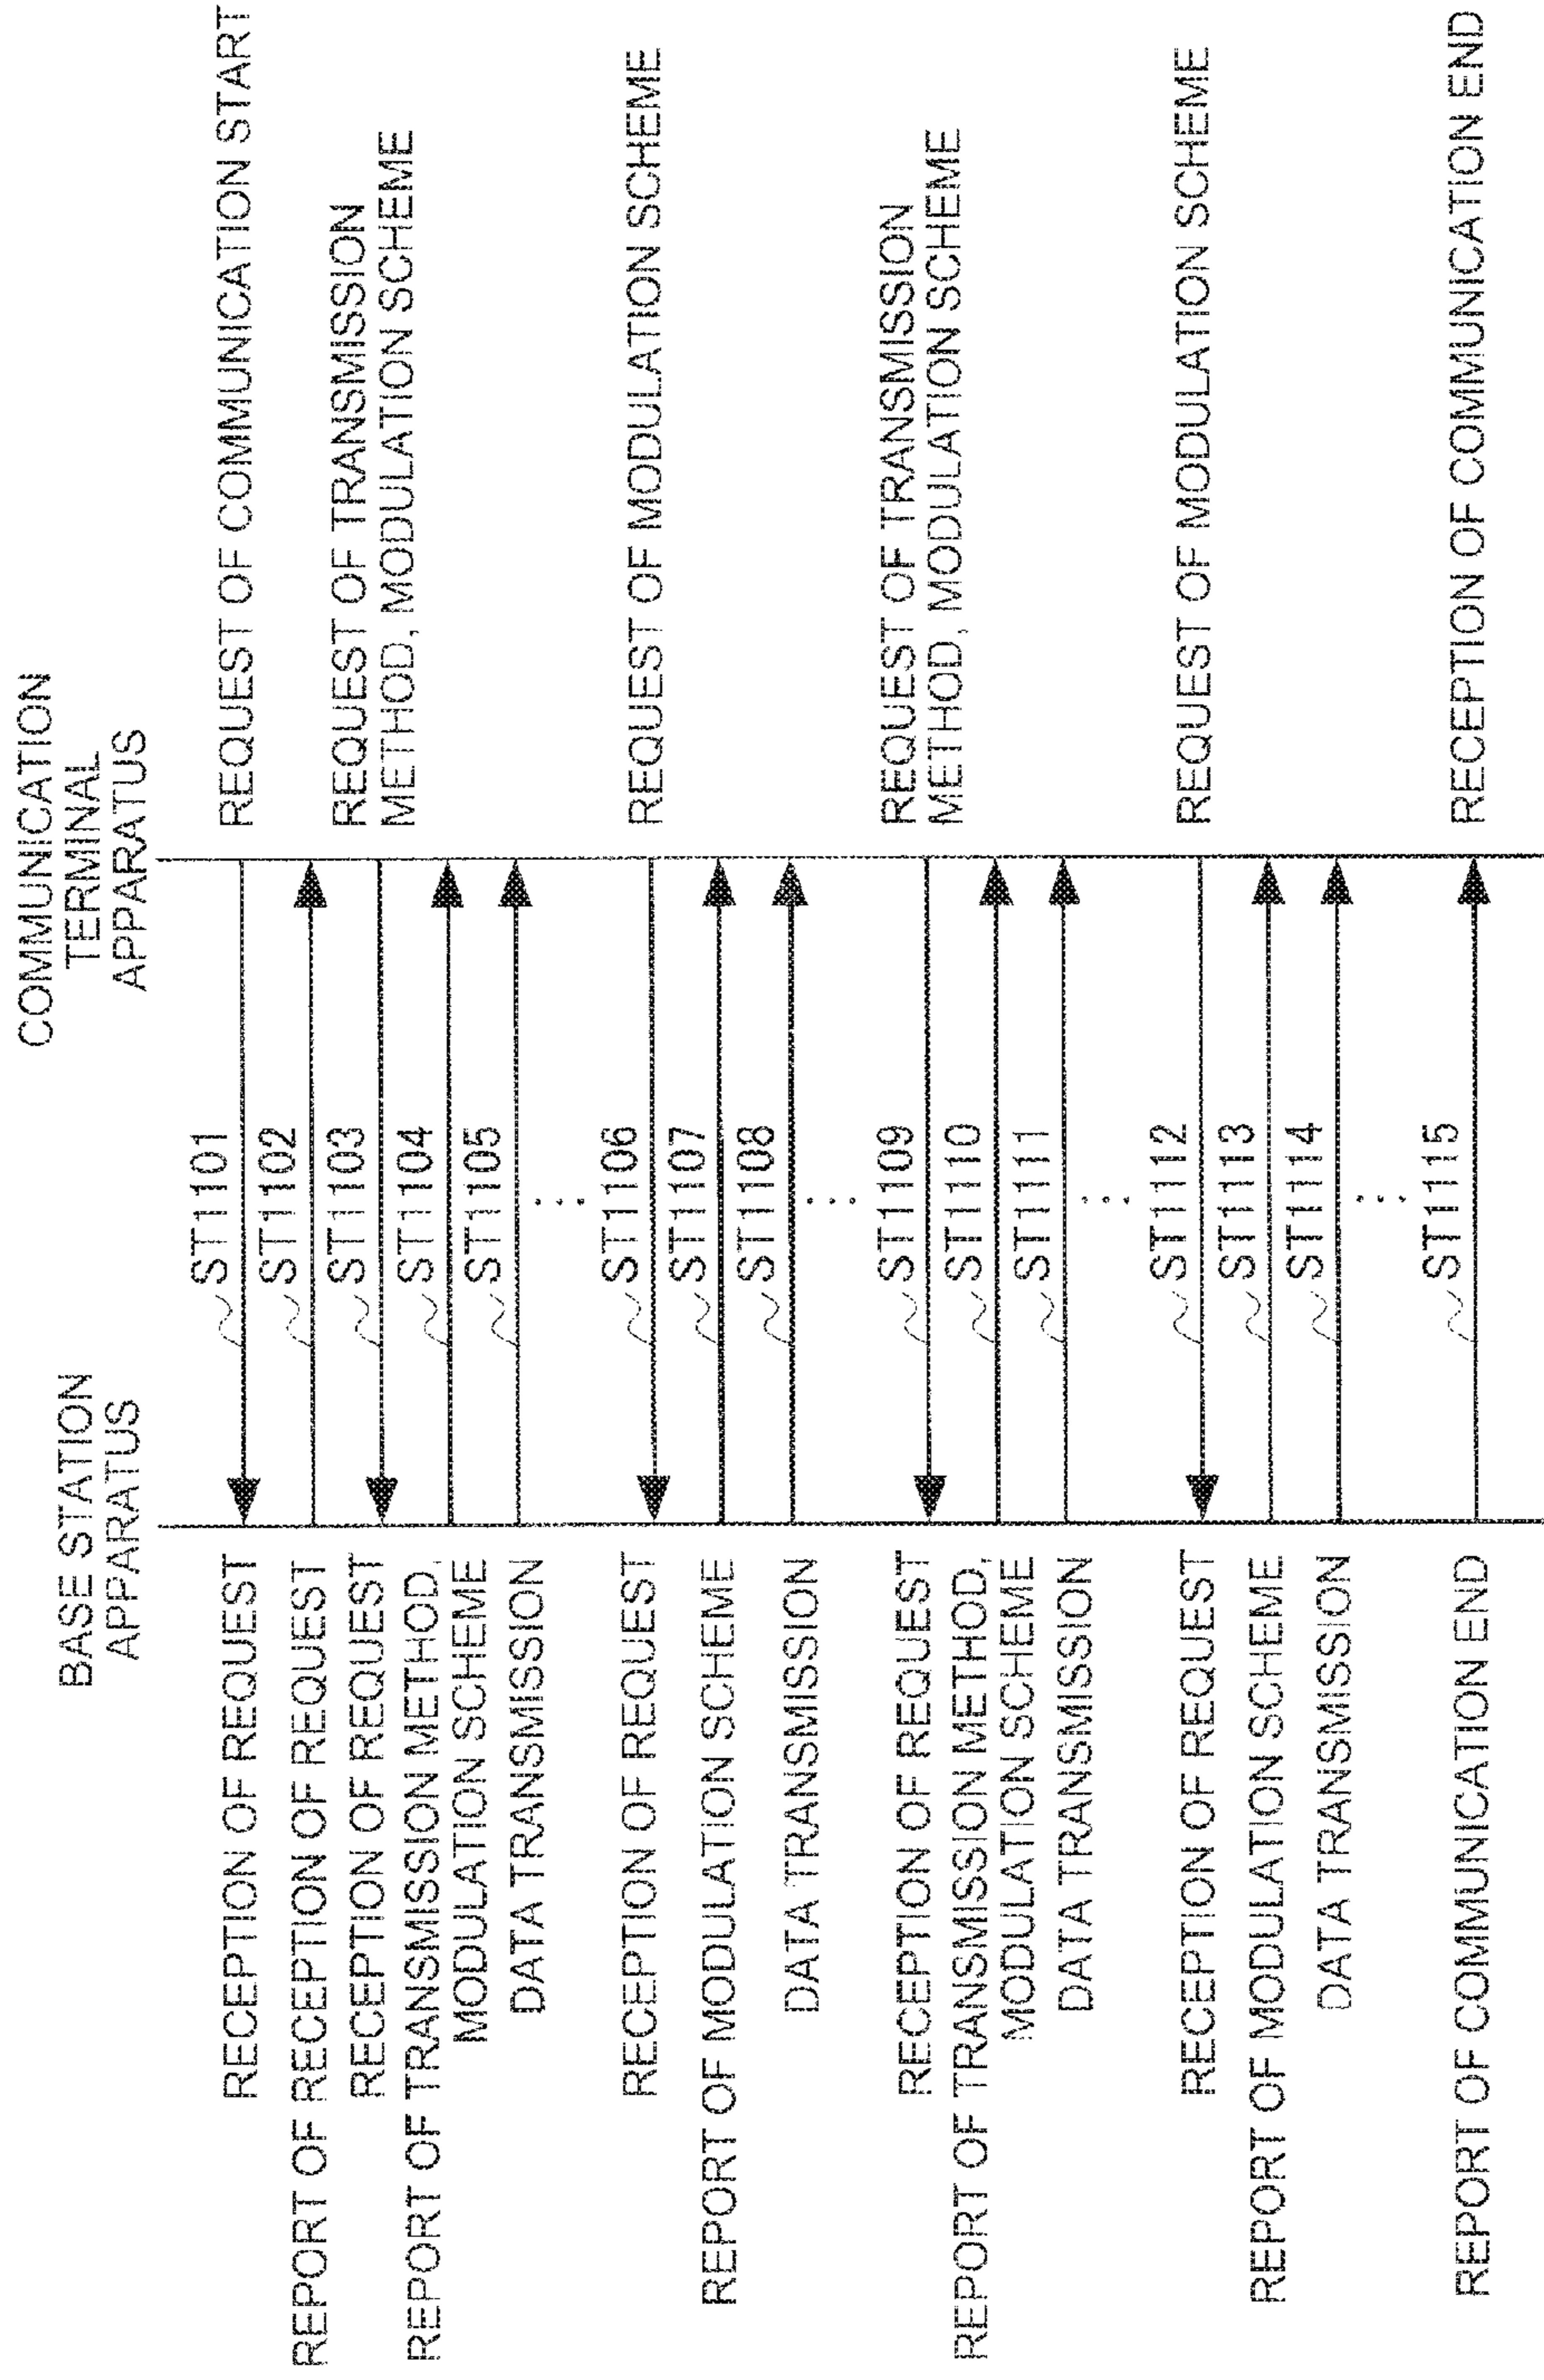 BASE STATION
APPARATUS
COMMUNICATION
TERMINAL
APPARATUS
RECEPTION OF REQUEST
ST1101
REQUEST OF COMMUNICATION START
REPORT OF RECEPTION OF REQUEST
ST1102
RECEPTION OF REQUEST
ST1103
REQUEST OF TRANSMISSION
METHOD, MODULATION SCHEME
REPORT OF TRANSMISSION METHOD,
MODULATION SCHEME
ST1104
DATA TRANSMISSION
ST1105
...
RECEPTION OF REQUEST
ST1106
REQUEST OF MODULATION SCHEME
REPORT OF MODULATION SCHEME
ST1107
DATA TRANSMISSION
ST1108
...
RECEPTION OF REQUEST
ST1109
REQUEST OF TRANSMISSION
METHOD, MODULATION SCHEME
REPORT OF TRANSMISSION METHOD,
MODULATION SCHEME
ST1110
DATA TRANSMISSION
ST1111
...
RECEPTION OF REQUEST
ST1112
REQUEST OF MODULATION SCHEME
REPORT OF MODULATION SCHEME
ST1113
DATA TRANSMISSION
ST1114
...
REPORT OF COMMUNICATION END
ST1115
RECEPTION OF COMMUNICATION END